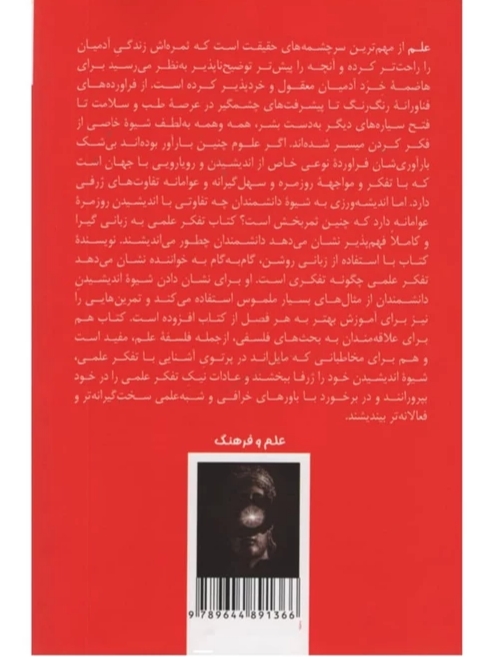 علم از مهم‌ترین سرچشمه‌های حقیقت است که ثمره‌اش زندگی آدمیان
را راحت‌تر کرده و آنچه را پیش‌تر توضیح‌ناپذیر به‌نظر می‌رسید برای
هاضمهٔ خرد آدمیان معقول و خردپذیر کرده است. از فراورده‌های
فناورانهٔ رنگ‌رنگ تا پیشرفت‌های چشمگیر در عرصهٔ طب و سلامت تا
فتح سیاره‌های دیگر به‌دست بشر، همه وهمه به‌لطف شیوهٔ خاصی از
فکر کردن میسر شده‌اند. اگر علوم چنین بارآور بوده‌اند بی‌شک
بارآوری‌شان فراوردهٔ نوعی خاص از اندیشیدن و رویارویی با جهان است
که با تفکر و مواجههٔ روزمره و سهل‌گیرانه و عوامانه تفاوت‌های ژرفی
دارد. اما اندیشه‌ورزی به شیوهٔ دانشمندان چه تفاوتی با اندیشیدن روزمرهٔ
عوامانه دارد که چنین ثمربخش است؟ کتاب تفکر علمی به زبانی گیرا
و کاملاً فهم‌پذیر نشان می‌دهد دانشمندان چطور می‌اندیشند. نویسندهٔ
کتاب با استفاده از زبانی روشن، گام‌به‌گام به خواننده نشان می‌دهد
تفکر علمی چگونه تفکری است. او برای نشان دادن شیوهٔ اندیشیدن
دانشمندان از مثال‌های بسیار ملموس استفاده می‌کند و تمرین‌هایی را
نیز برای آموزش بهتر به هر فصل از کتاب افزوده است. کتاب هم
برای علاقه‌مندان به بحث‌های فلسفی، ازجمله فلسفهٔ علم، مفید است
و هم برای مخاطبانی که مایل‌اند در پرتوی آشنایی با تفکر علمی،
شیوهٔ اندیشیدن خود را ژرفا ببخشند و عادات نیک تفکر علمی را در خود
بپرورانند و در برخورد با باورهای خرافی و شبه‌علمی سخت‌گیرانه‌تر و
فعالانه‌تر بیندیشند.
علم و فرهنگ
9 789644 891366